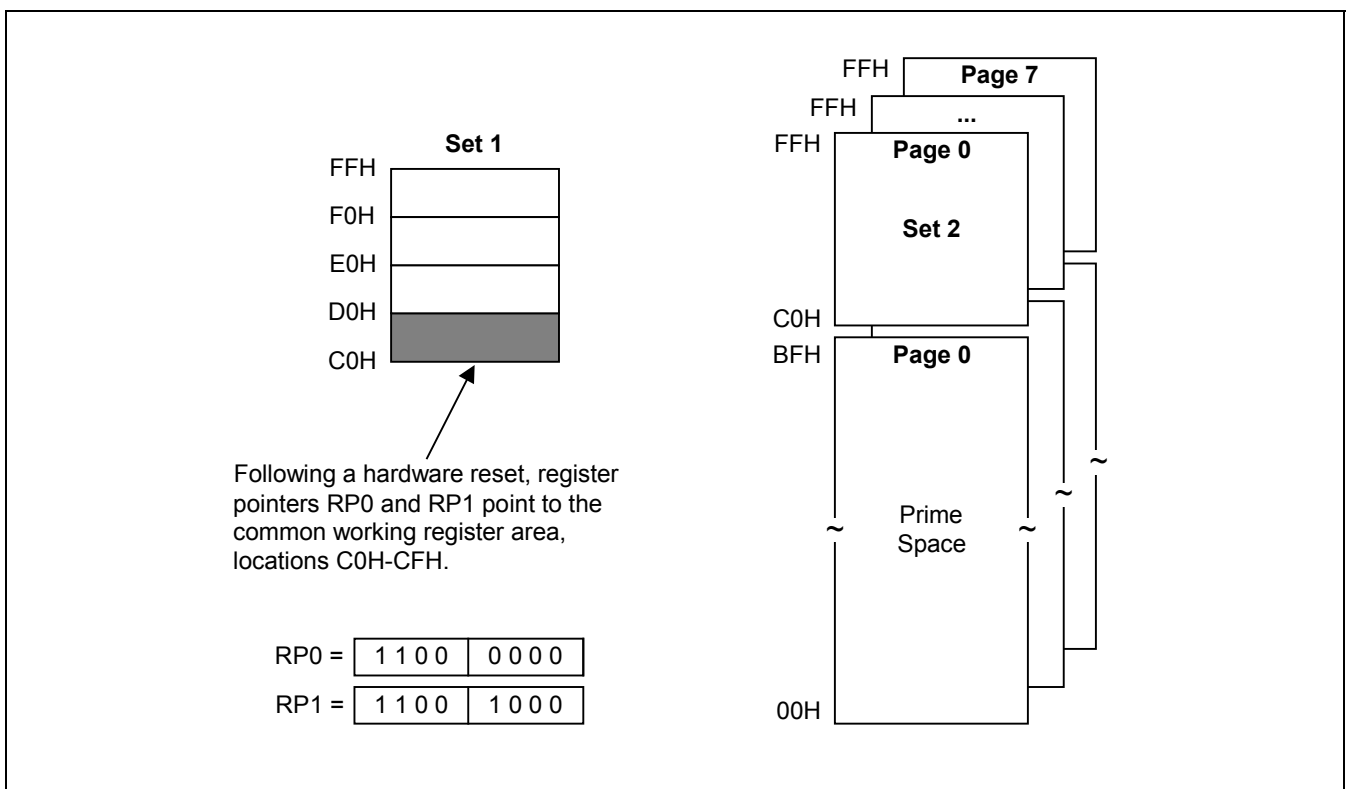 Set 1
FFH
F0H
E0H
D0H
C0H
Following a hardware reset, register
pointers RP0 and RP1 point to the
common working register area,
locations C0H-CFH.
RP0 = 1 1 0 0 0 0 0 0
RP1 = 1 1 0 0 1 0 0 0
FFH Page 7
FFH ...
FFH Page 0
Set 2
C0H
BFH Page 0
~ ~ ~ ~
Prime
Space
00H